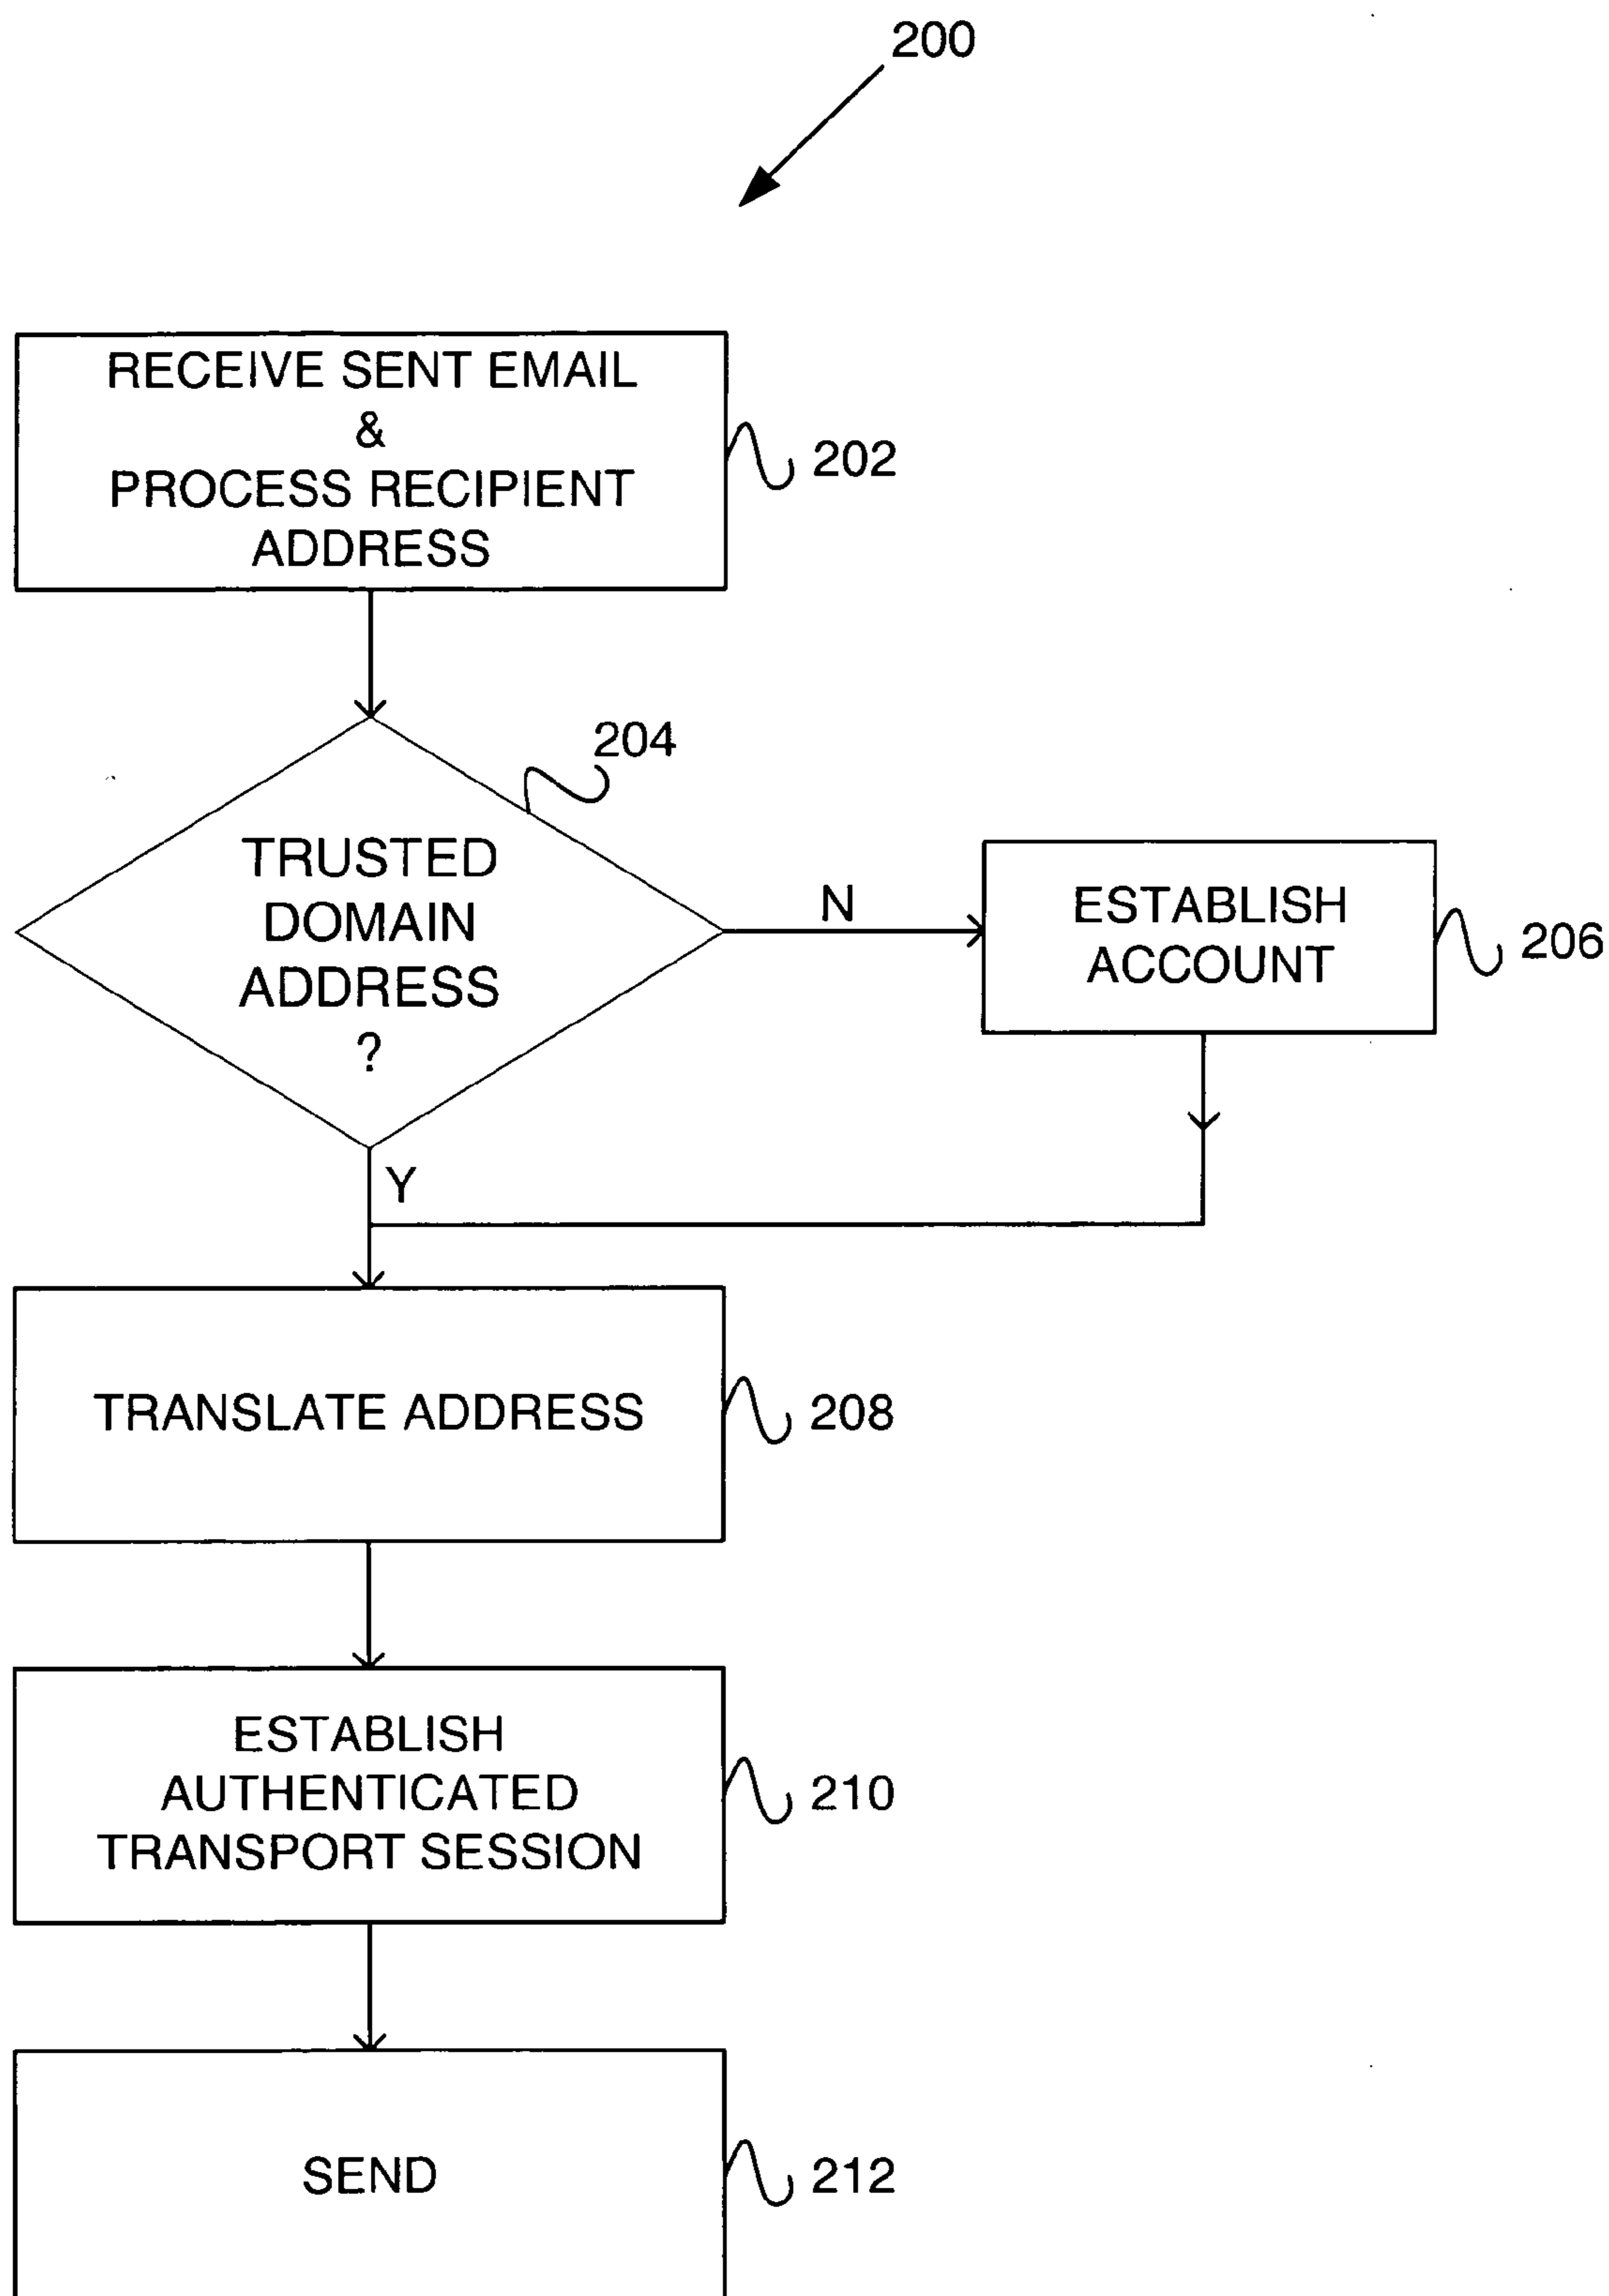 200
RECEIVE SENT EMAIL
&
PROCESS RECIPIENT
ADDRESS
202
204
TRUSTED
DOMAIN
ADDRESS
?
N
ESTABLISH
ACCOUNT
206
Y
TRANSLATE ADDRESS
208
ESTABLISH
AUTHENTICATED
TRANSPORT SESSION
210
SEND
212